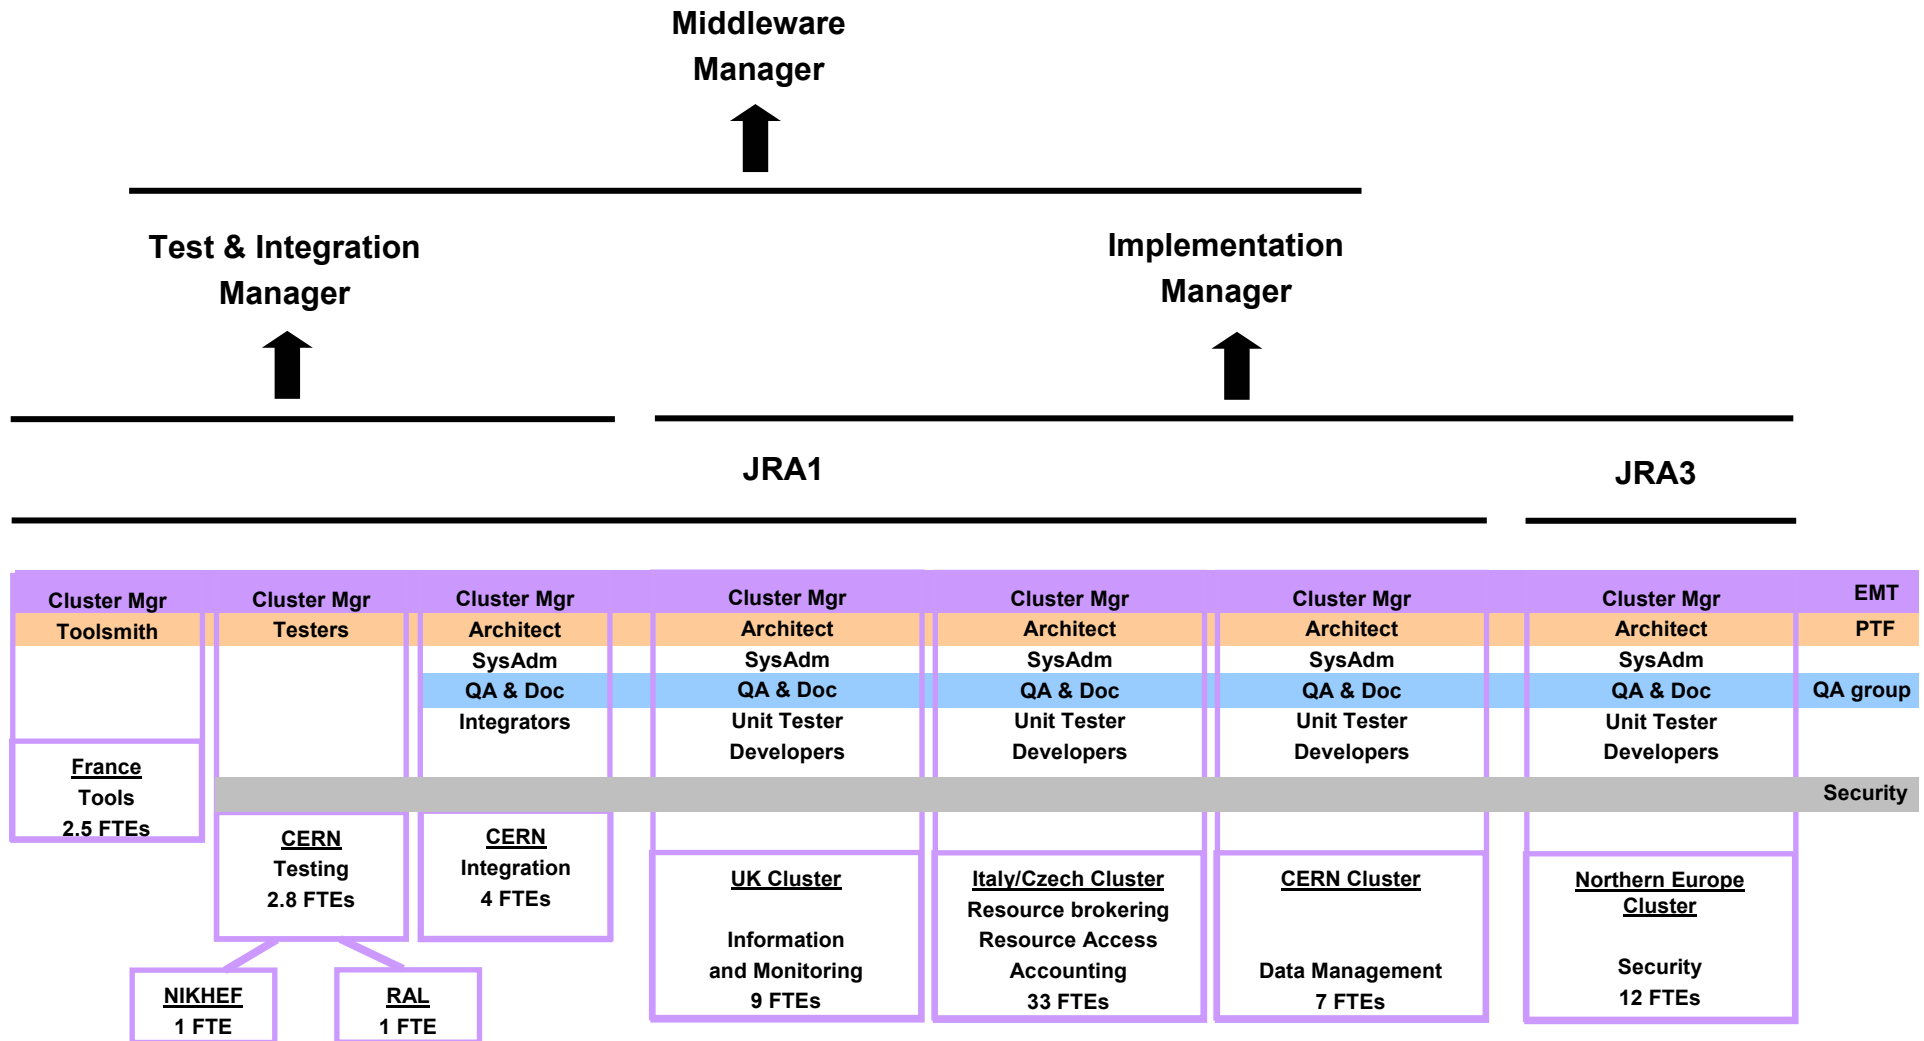 Middleware
Manager
Test & Integration
Manager
Implementation
Manager
JRA1
JRA3
Cluster Mgr Cluster Mgr Cluster Mgr Cluster Mgr Cluster Mgr Cluster Mgr Cluster Mgr EMT
Toolsmith Testers Architect Architect Architect Architect Architect PTF
SysAdm SysAdm SysAdm SysAdm SysAdm
QA & Doc QA & Doc QA & Doc QA & Doc QA & Doc QA group
Integrators Unit Tester Unit Tester Unit Tester Unit Tester
Developers Developers Developers Developers
Security
France
Tools
2.5 FTEs
CERN
Testing
2.8 FTEs
CERN
Integration
4 FTEs
UK Cluster
Information
and Monitoring
9 FTEs
Italy/Czech Cluster
Resource brokering
Resource Access
Accounting
33 FTEs
CERN Cluster
Data Management
7 FTEs
Northern Europe
Cluster
Security
12 FTEs
NIKHEF
1 FTE
RAL
1 FTE